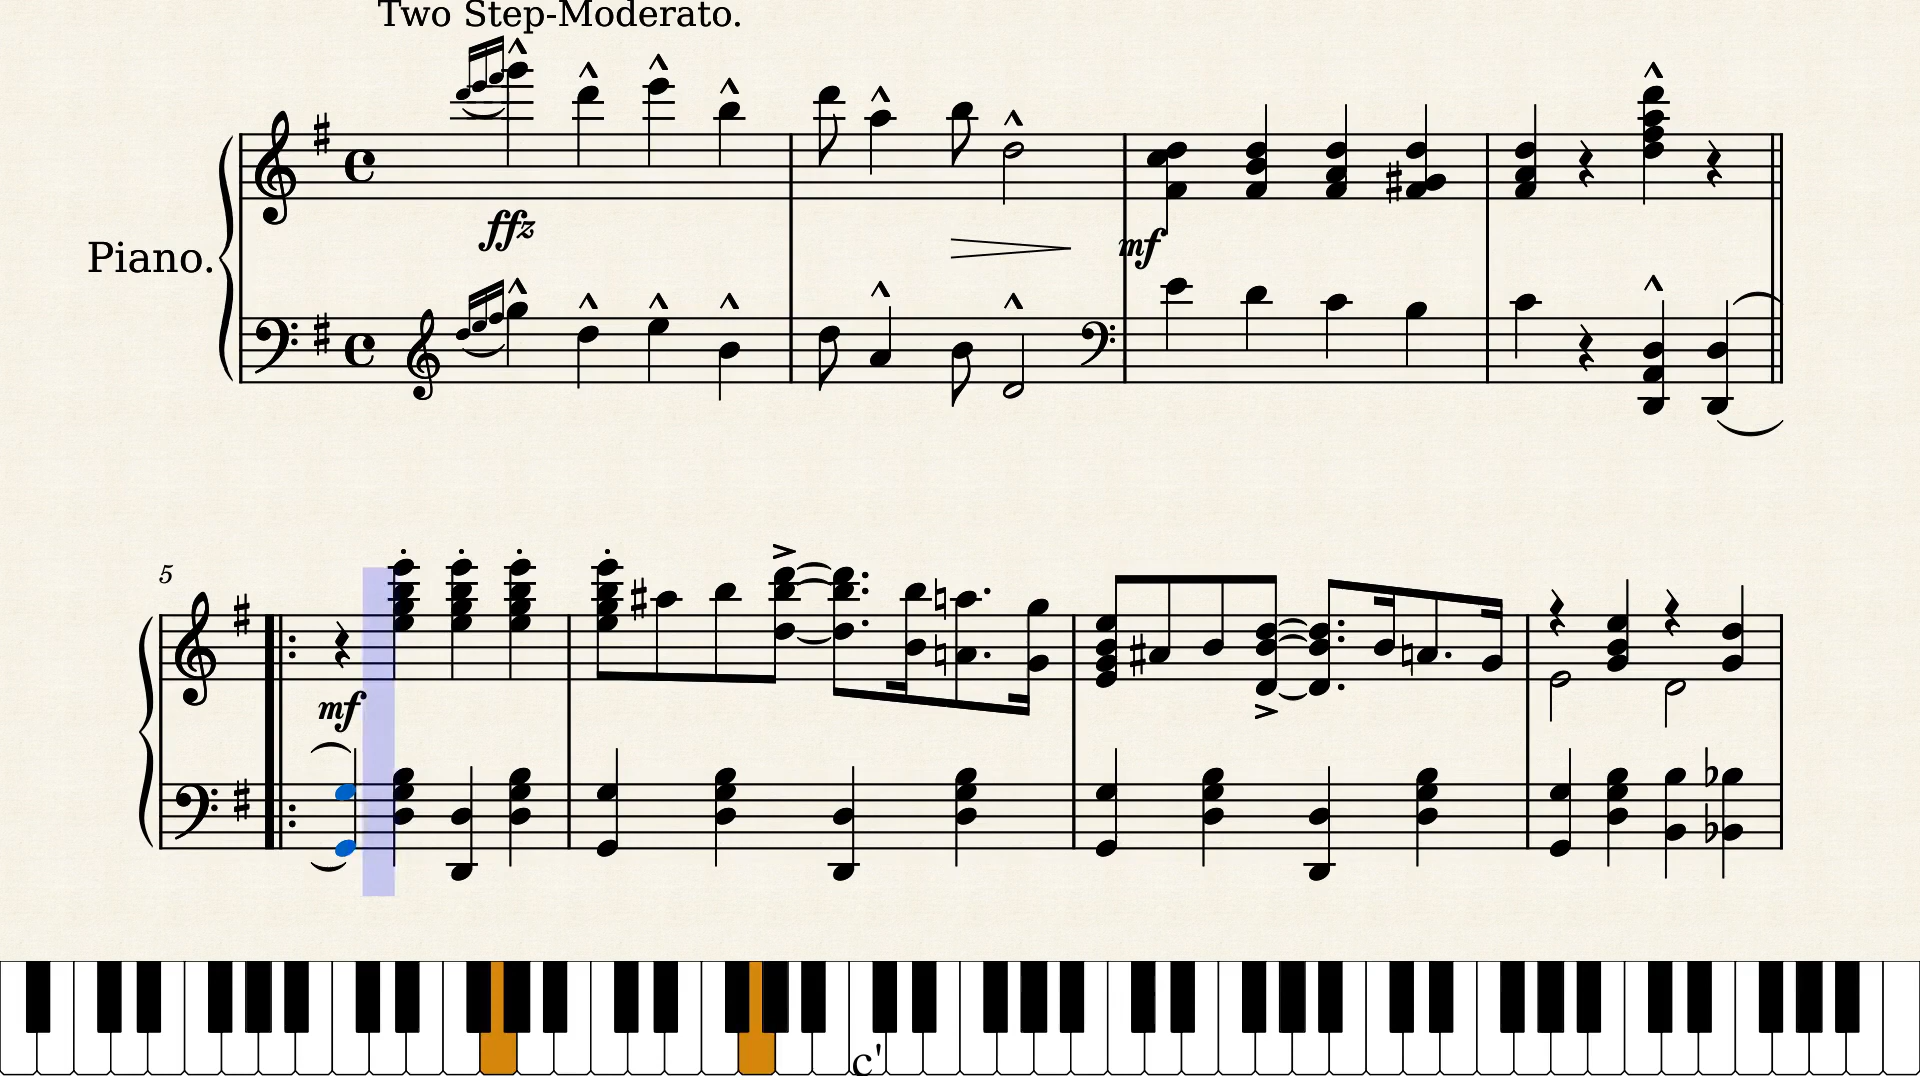 Two Step-Moderato.
ffz
Piano.
mf
5
mf
c'